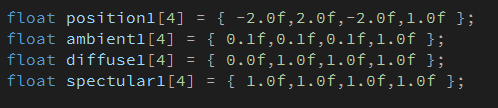 float position1[4] = { -2.0f,2.0f,-2.0f,1.0f };
float ambient1[4] = { 0.1f,0.1f,0.1f,1.0f };
float diffuse1[4] = { 0.0f,1.0f,1.0f,1.0f };
float spectular1[4] = { 1.0f,1.0f,1.0f,1.0f };